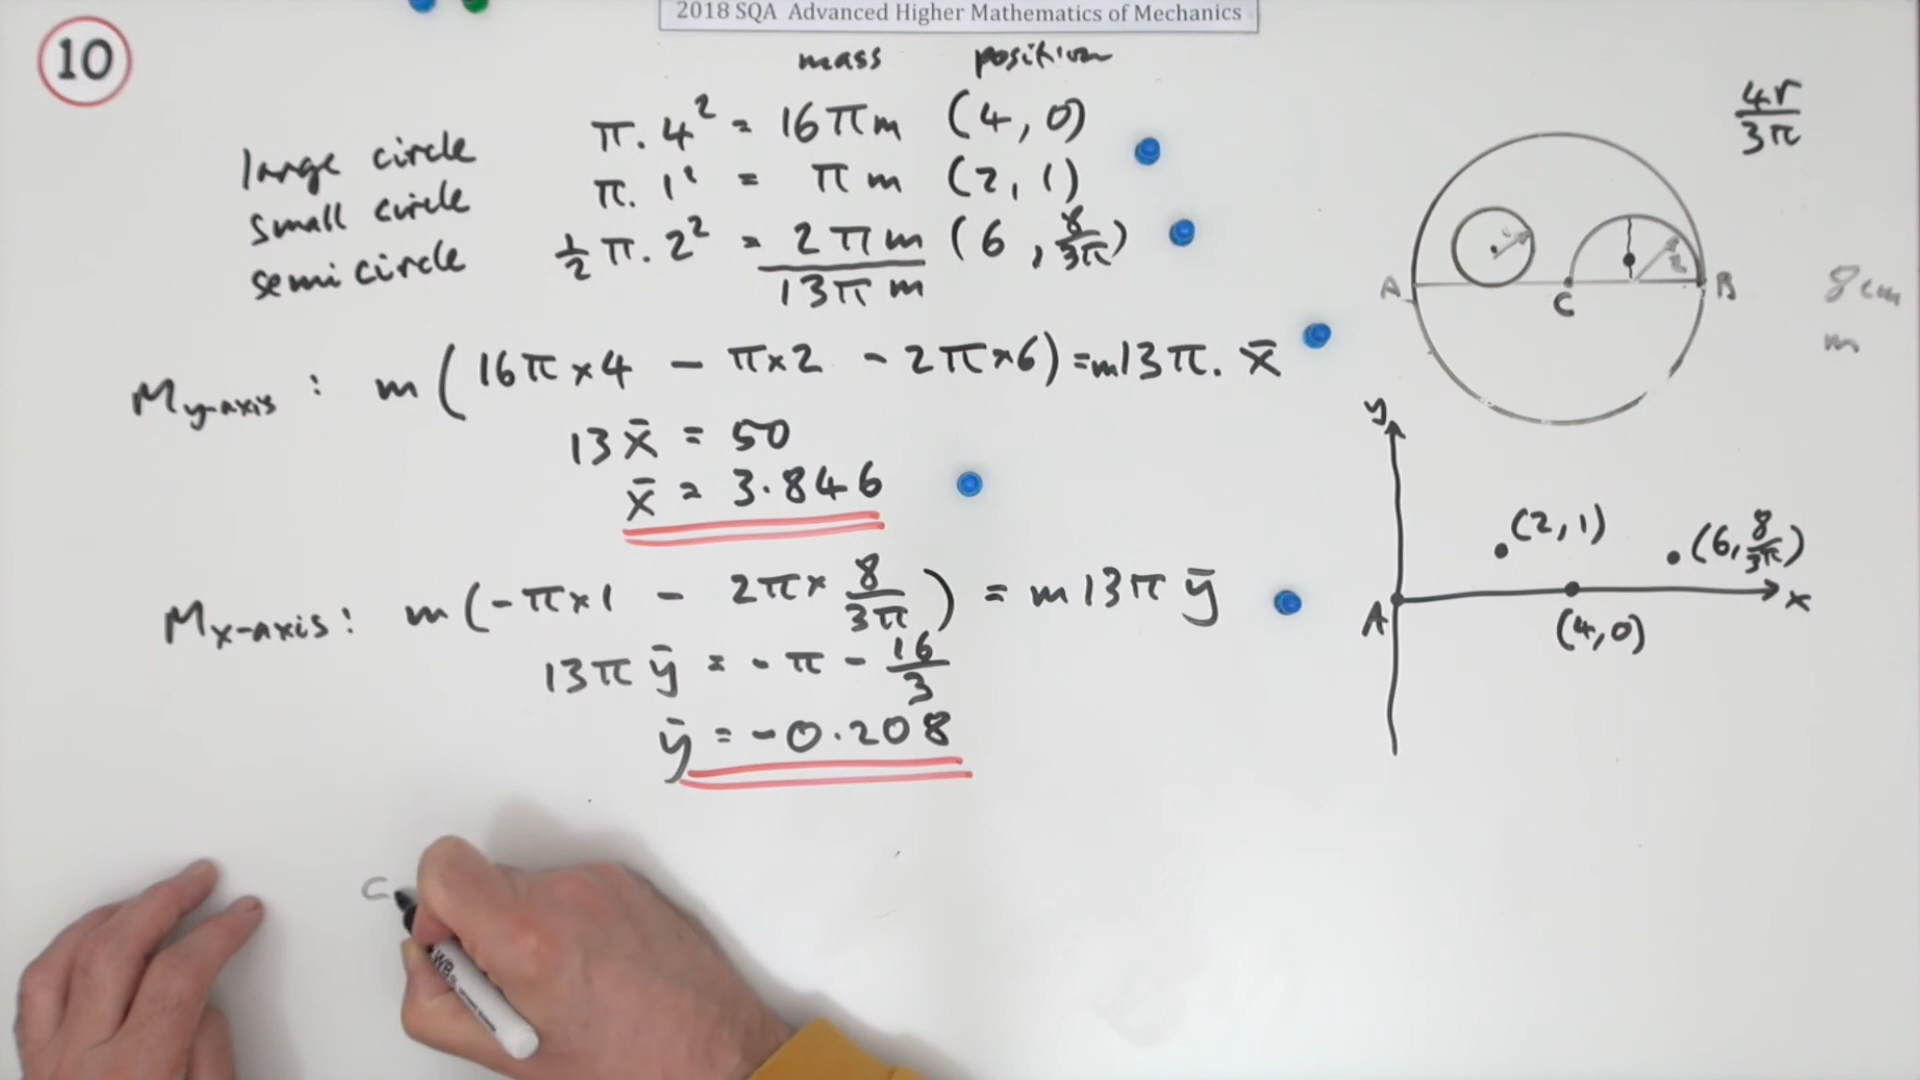 2018 SQA Advanced Higher Mathematics of Mechanics
10
mass position
large circle π.4² = 16πm (4, 0)
small circle π.1² = πm (2, 1)
semi circle ½π.2² = 2πm (6, 8/3π)
13πm
M y-axis : m(16π×4 - π×2 - 2π×6) = m13π.x̄
13x̄ = 50
x̄ = 3.846
M x-axis : m(-π×1 - 2π×8/3π) = m13πȳ
13πȳ = -π - 16/3
ȳ = -0.208
C
4r/3π
A C B
2
8cm
m
y
(2, 1) (6, 8/3π)
A x
(4, 0)
WB